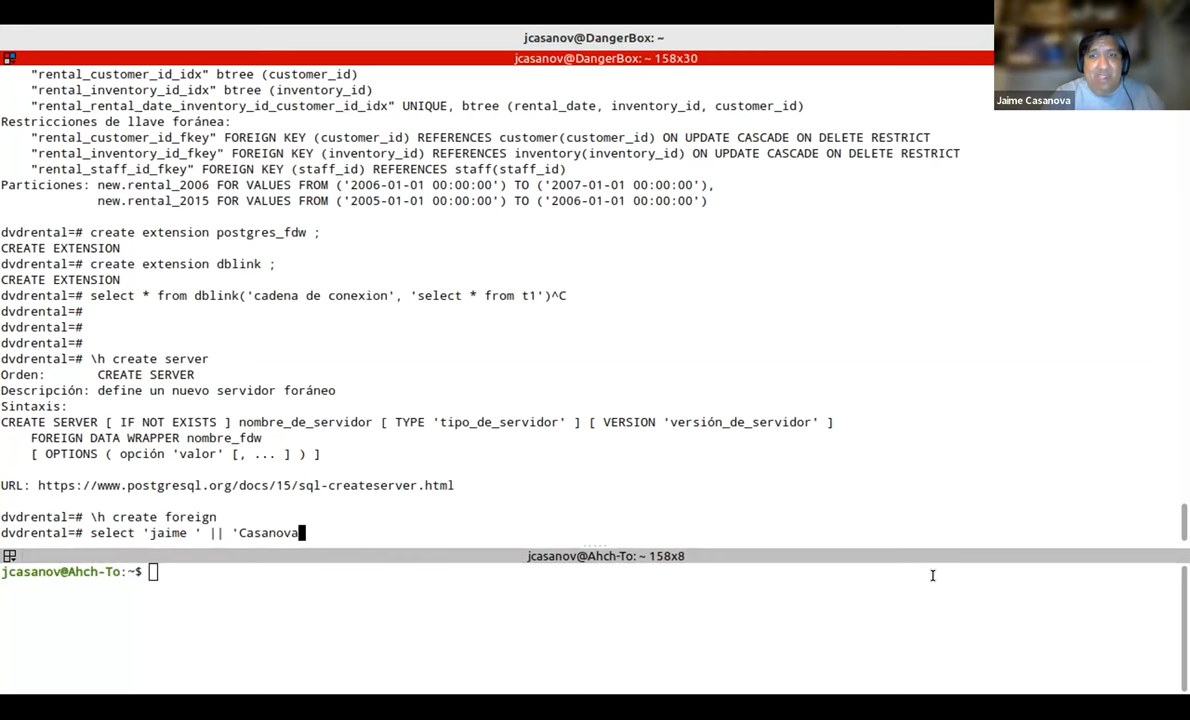 jcasanov@DangerBox: ~
jcasanov@DangerBox: ~ 158x30
"rental_customer_id_idx" btree (customer_id)
"rental_inventory_id_idx" btree (inventory_id)
"rental_rental_date_inventory_id_customer_id_idx" UNIQUE, btree (rental_date, inventory_id, customer_id)
Restricciones de llave foránea:
"rental_customer_id_fkey" FOREIGN KEY (customer_id) REFERENCES customer(customer_id) ON UPDATE CASCADE ON DELETE RESTRICT
"rental_inventory_id_fkey" FOREIGN KEY (inventory_id) REFERENCES inventory(inventory_id) ON UPDATE CASCADE ON DELETE RESTRICT
"rental_staff_id_fkey" FOREIGN KEY (staff_id) REFERENCES staff(staff_id)
Particiones: new.rental_2006 FOR VALUES FROM ('2006-01-01 00:00:00') TO ('2007-01-01 00:00:00'),
new.rental_2015 FOR VALUES FROM ('2005-01-01 00:00:00') TO ('2006-01-01 00:00:00')
dvdrental=# create extension postgres_fdw ;
CREATE EXTENSION
dvdrental=# create extension dblink ;
CREATE EXTENSION
dvdrental=# select * from dblink('cadena de conexion', 'select * from t1')^C
dvdrental=#
dvdrental=#
dvdrental=#
dvdrental=# \h create server
Orden: CREATE SERVER
Descripción: define un nuevo servidor foráneo
Sintaxis:
CREATE SERVER [ IF NOT EXISTS ] nombre_de_servidor [ TYPE 'tipo_de_servidor' ] [ VERSION 'versión_de_servidor' ]
FOREIGN DATA WRAPPER nombre_fdw
[ OPTIONS ( opción 'valor' [, ... ] ) ]
URL: https://www.postgresql.org/docs/15/sql-createserver.html
dvdrental=# \h create foreign
dvdrental=# select 'jaime ' || 'Casanova
jcasanov@Ahch-To: ~ 158x8
jcasanov@Ahch-To:~$
Jaime Casanova